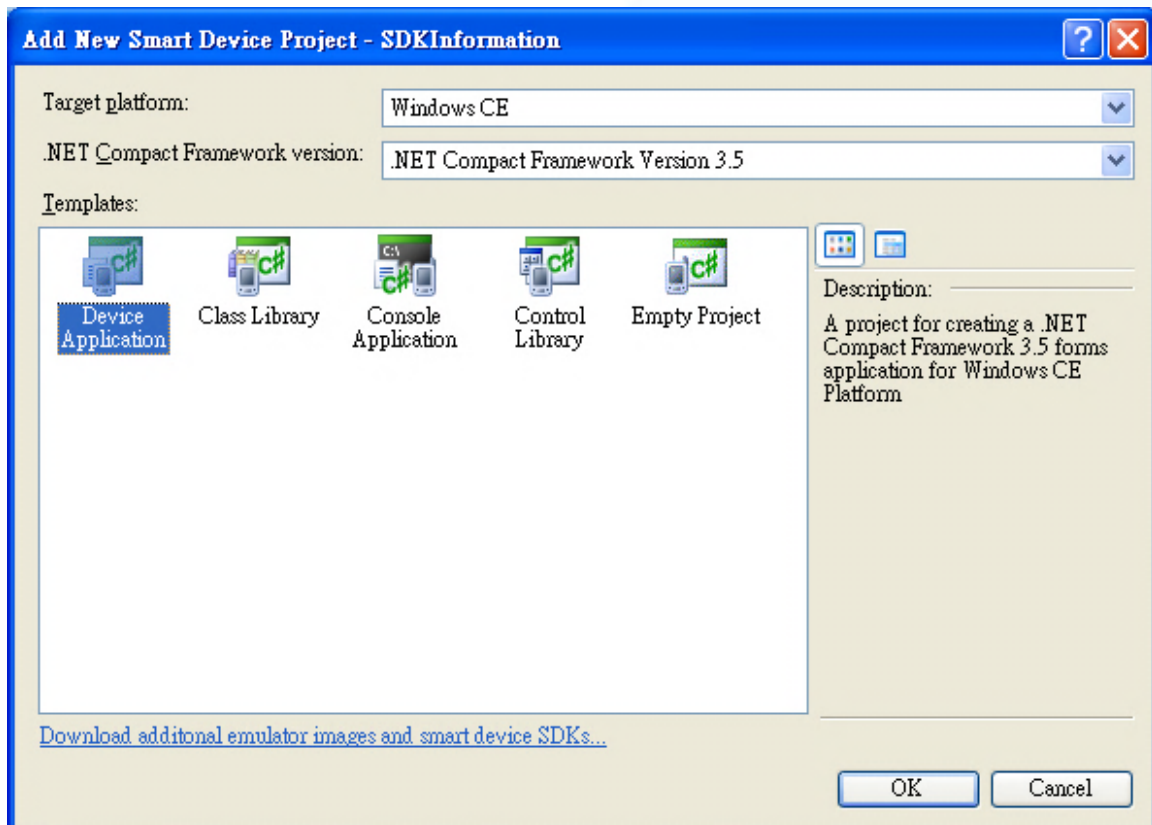 Add New Smart Device Project - SDKInformation
Target platform:
Windows CE
.NET Compact Framework version:
.NET Compact Framework Version 3.5
Templates:
Device
Application
Class Library
Console
Application
Control
Library
Empty Project
Description:
A project for creating a .NET
Compact Framework 3.5 forms
application for Windows CE
Platform
Download additonal emulator images and smart device SDKs...
OK
Cancel